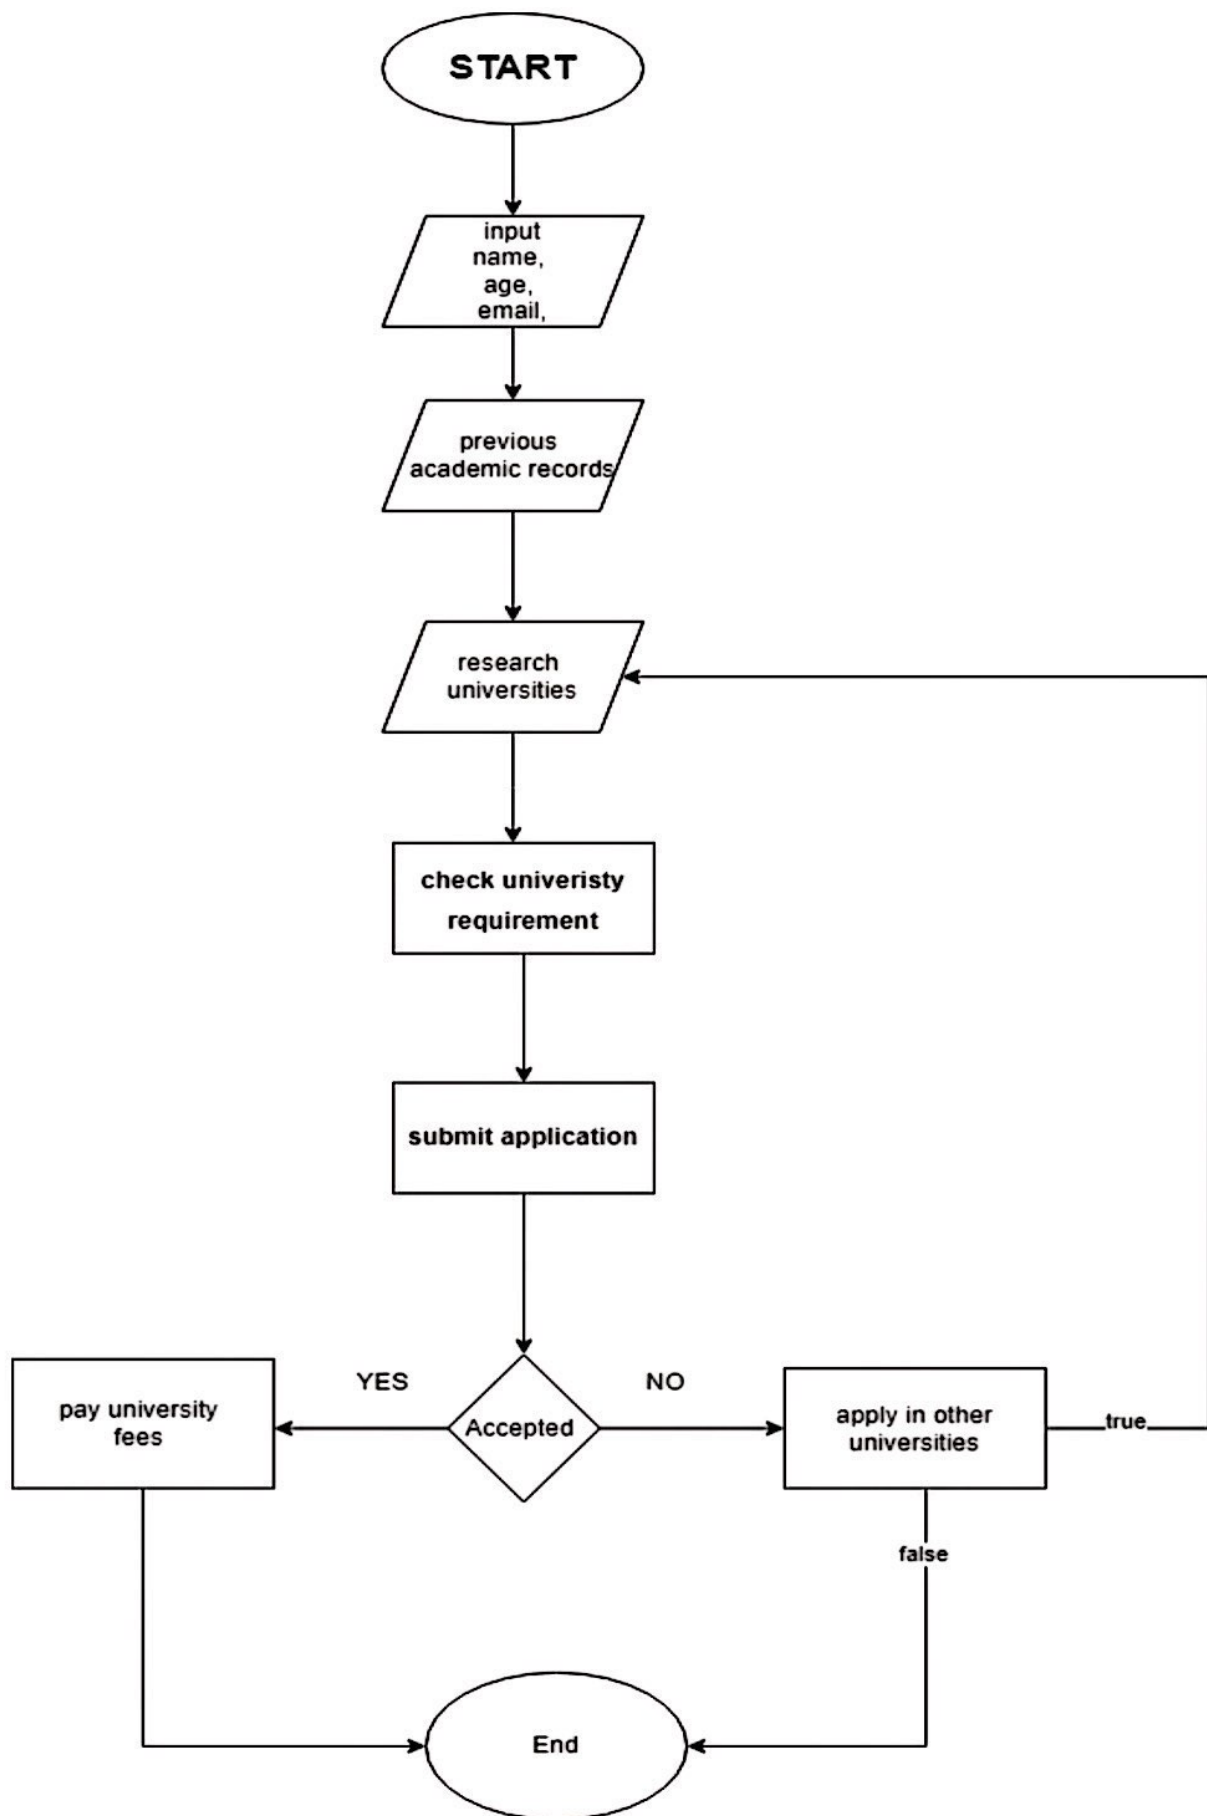 START
input
name,
age,
email,
previous
academic records
research
universities
check univeristy
requirement
submit application
YES
NO
pay university
fees
Accepted
apply in other
universities
true
false
End